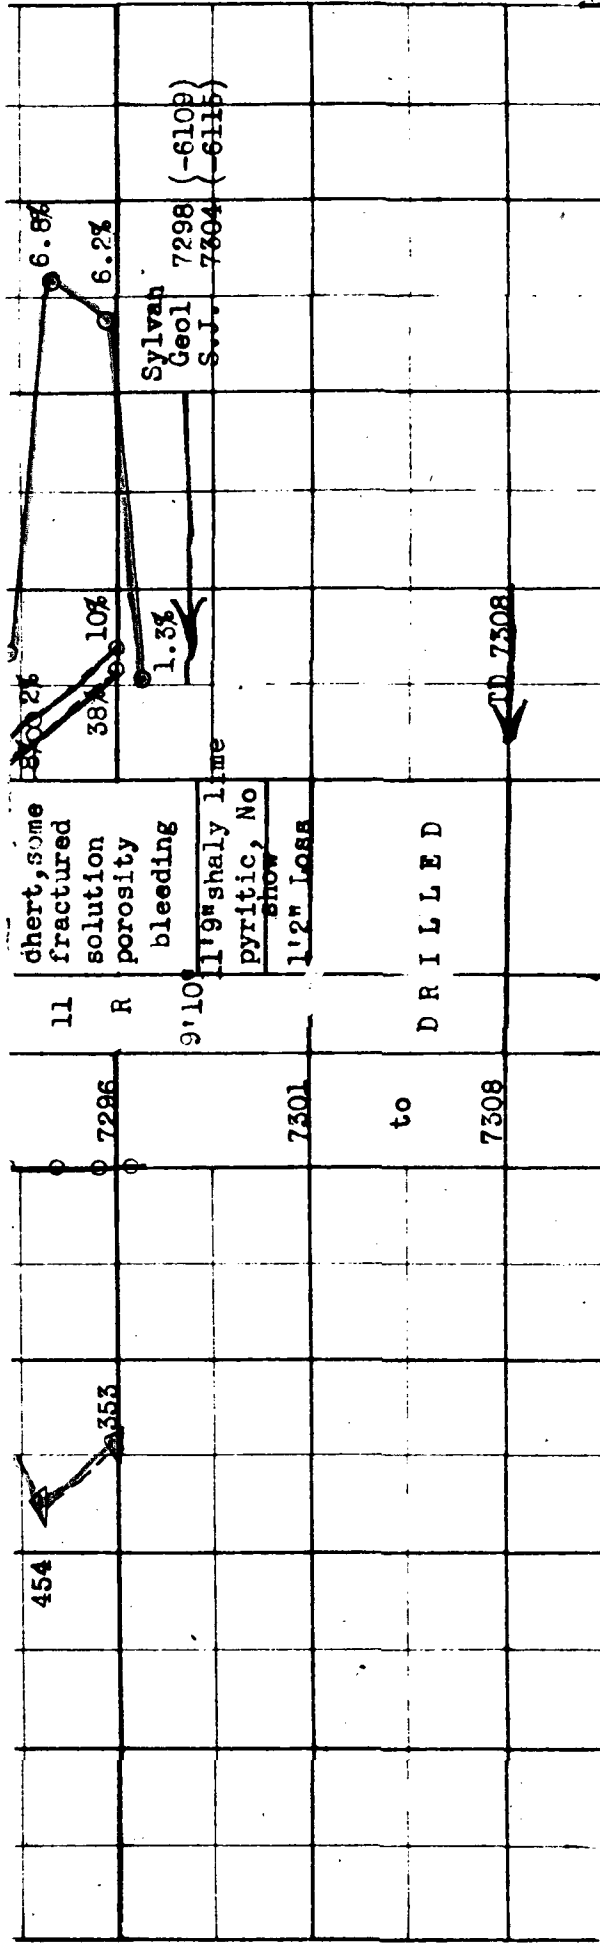 454
353
7296
7301
to
7308
11
R
9'10"
DRILLED
chert,some
fractured
solution
porosity
bleeding
11'9"shaly lime
pyritic, No
show
1'2" Loss
2%
38%
10%
1.3%
6.8%
6.2%
Sylvan
Geol 7298 (-6109)
S.J. 7304 (-6115)
TD 7308